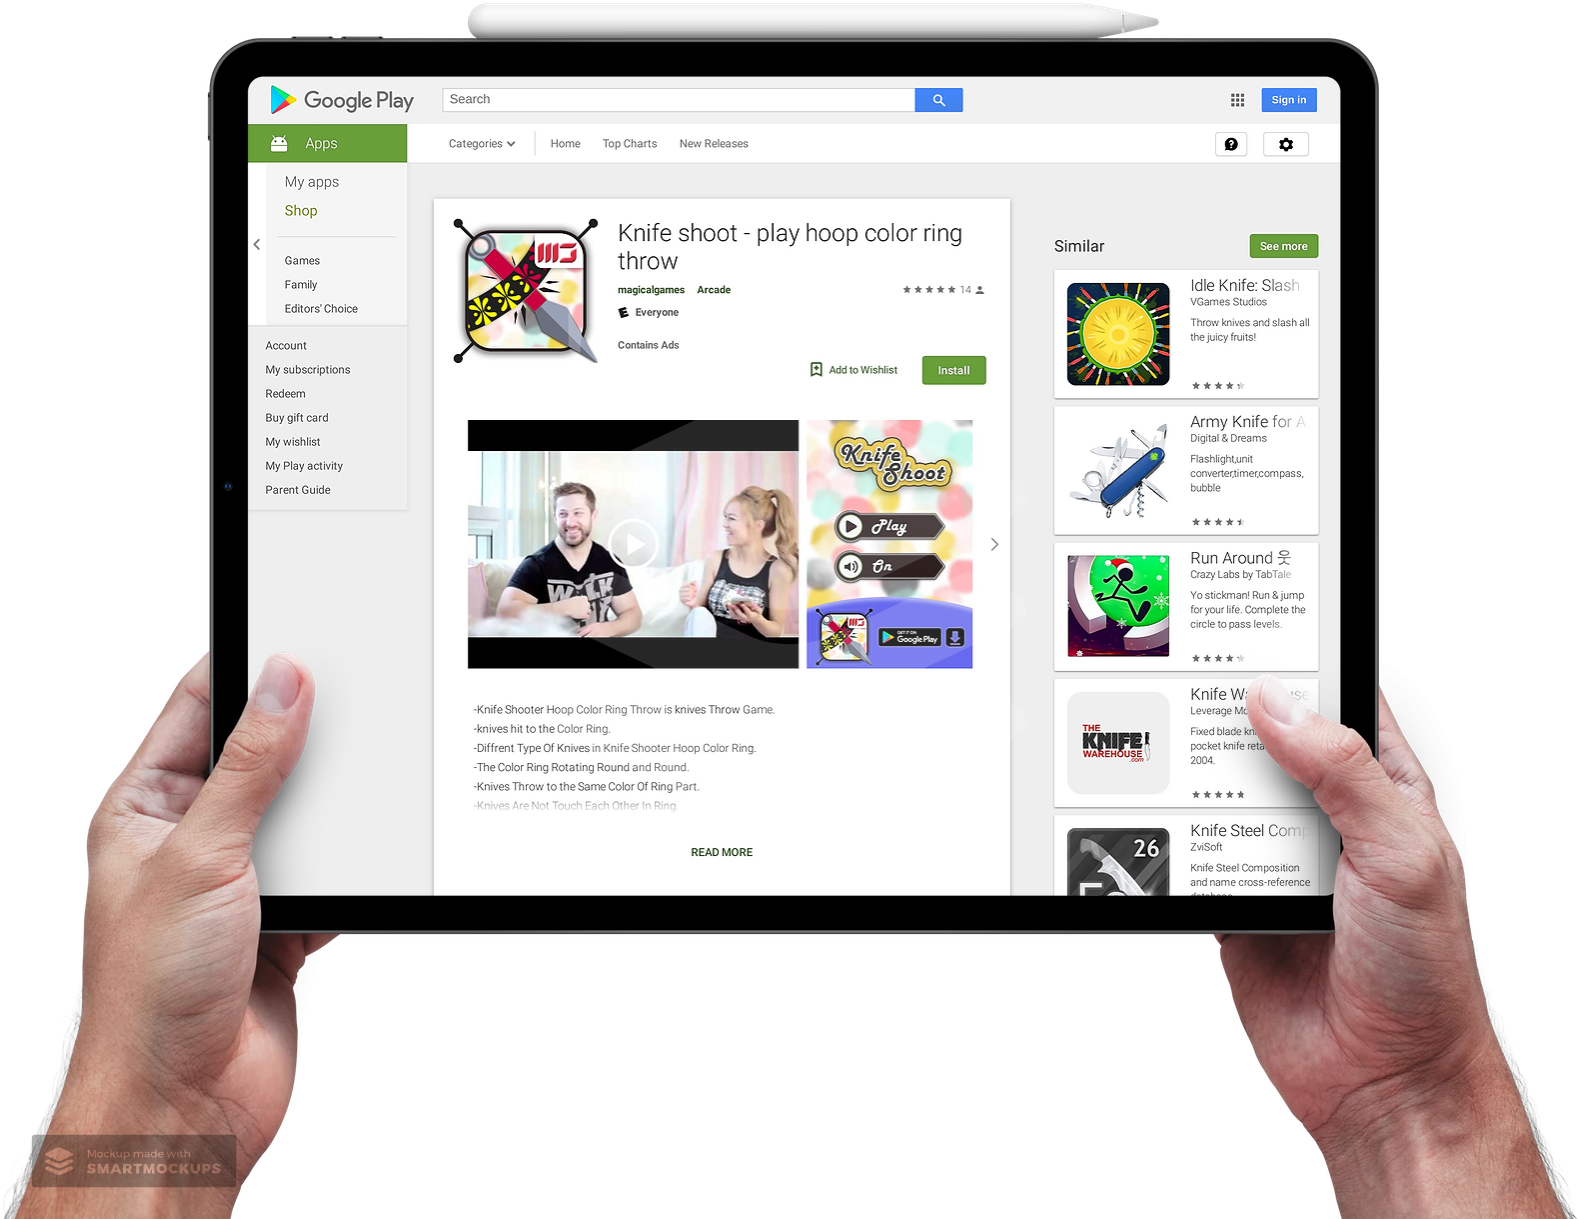 Google Play
Search
Sign in
Apps
Categories
Home
Top Charts
New Releases
My apps
Shop
Games
Family
Editors' Choice
Account
My subscriptions
Redeem
Buy gift card
My wishlist
My Play activity
Parent Guide
Knife shoot - play hoop color ring
throw
magicalgames Arcade
14
Everyone
Contains Ads
Add to Wishlist
Install
Knife
Shoot
Play
On
GET IT ON
Google Play
-Knife Shooter Hoop Color Ring Throw is knives Throw Game.
-knives hit to the Color Ring.
-Diffrent Type Of Knives in Knife Shooter Hoop Color Ring.
-The Color Ring Rotating Round and Round.
-Knives Throw to the Same Color Of Ring Part.
-Knives Are Not Touch Each Other In Ring.
READ MORE
Similar
See more
Idle Knife: Slash
VGames Studios
Throw knives and slash all
the juicy fruits!
Army Knife for A
Digital & Dreams
Flashlight,unit
converter,timer,compass,
bubble
Run Around 웃
Crazy Labs by TabTale
Yo stickman! Run & jump
for your life. Complete the
circle to pass levels.
THE
KNIFE
WAREHOUSE
.com
Knife
Leverage
Fixed blade
pocket knife
2004.
26
Knife Steel Comp
ZviSoft
Knife Steel Composition
and name cross-reference
database
Mockup made with
SMARTMOCKUPS